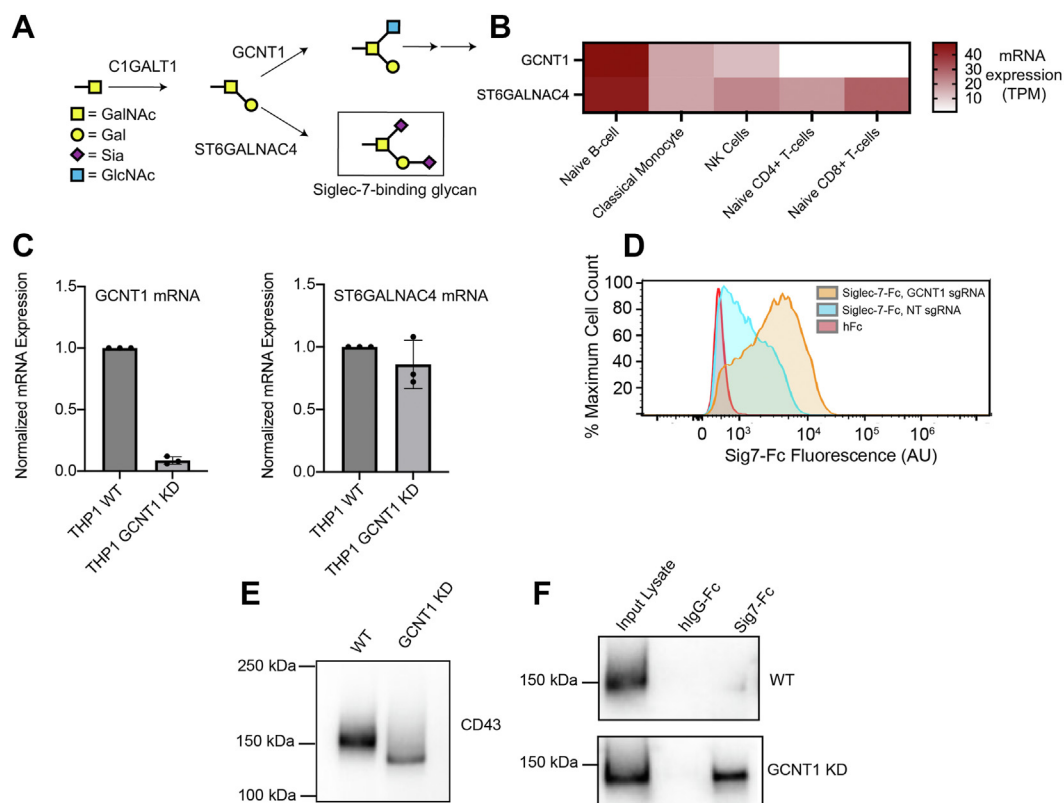 A
C1GALT1
GCNT1
ST6GALNAC4
= GalNAc
= Gal
= Sia
= GlcNAc
Siglec-7-binding glycan
B
GCNT1
ST6GALNAC4
Naive B-cell
Classical Monocyte
NK Cells
Naive CD4+ T-cells
Naive CD8+ T-cells
40
30
20
10
mRNA
expression
(TPM)
C
Normalized mRNA Expression
1.5
1.0
0.5
0.0
GCNT1 mRNA
THP1 WT
THP1 GCNT1 KD
Normalized mRNA Expression
1.5
1.0
0.5
0.0
ST6GALNAC4 mRNA
THP1 WT
THP1 GCNT1 KD
D
% Maximum Cell Count
100
80
60
40
20
Siglec-7-Fc, GCNT1 sgRNA
Siglec-7-Fc, NT sgRNA
hFc
0 10³ 10⁴ 10⁵ 10⁶
Sig7-Fc Fluorescence (AU)
E
WT
GCNT1 KD
250 kDa
150 kDa
100 kDa
CD43
F
Input Lysate
hIgG-Fc
Sig7-Fc
150 kDa
WT
150 kDa
GCNT1 KD